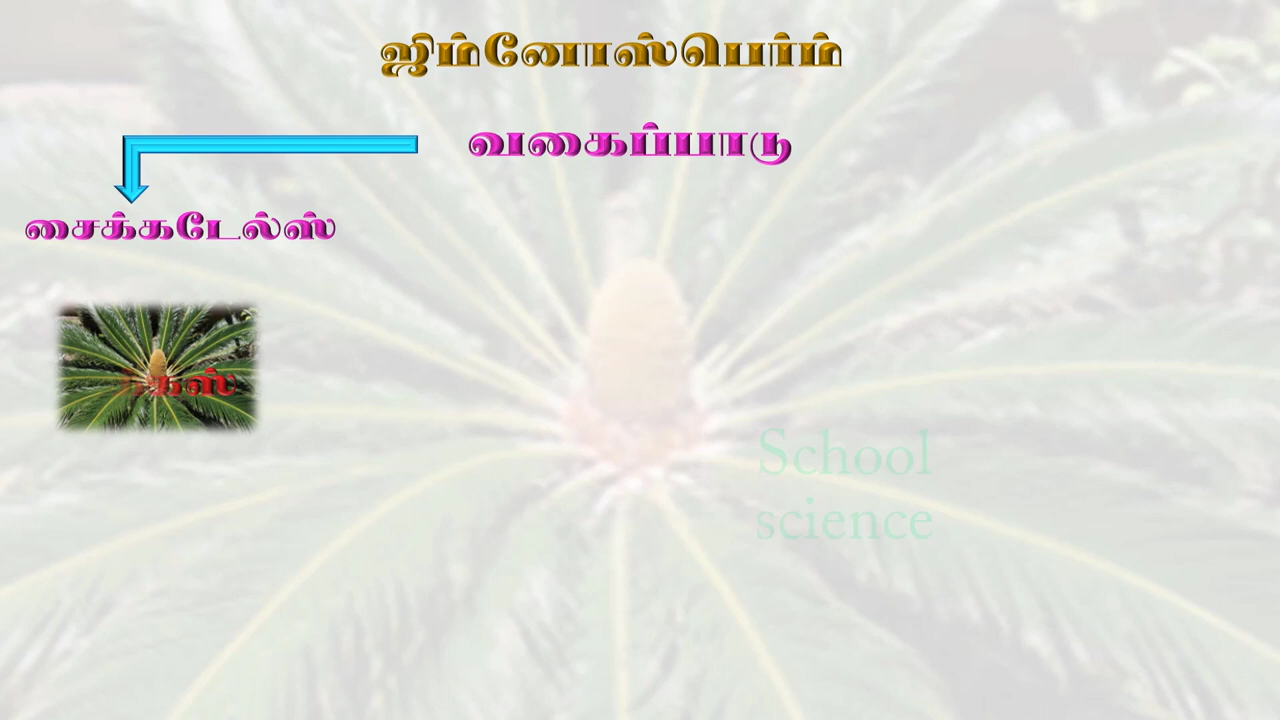 ஜிம்னோஸ்பெர்ம்
வகைப்பாடு
சைக்கடேல்ஸ்
School
science